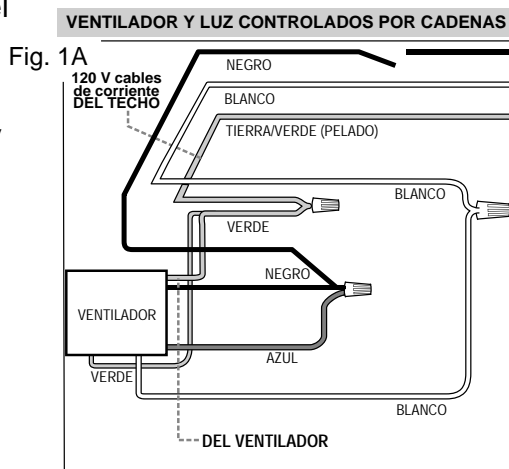 el
VENTILADOR Y LUZ CONTROLADOS POR CADENAS
Fig. 1A
NEGRO
120 V cables
de corriente
DEL TECHO
BLANCO
TIERRA/VERDE (PELADO)
BLANCO
VERDE
NEGRO
VENTILADOR
AZUL
VERDE
BLANCO
DEL VENTILADOR